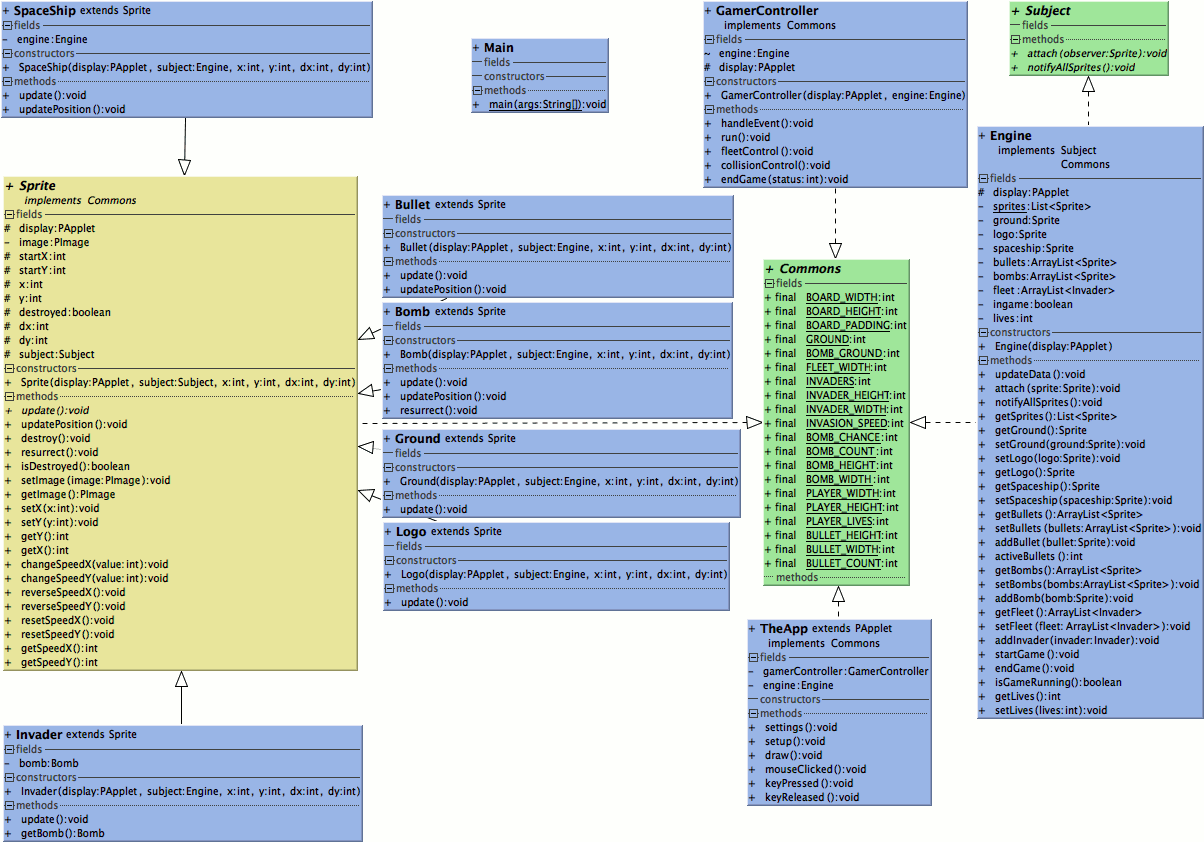 + SpaceShip extends Sprite
fields
- engine:Engine
constructors
+ SpaceShip(display:PApplet, subject:Engine, x:int, y:int, dx:int, dy:int)
methods
+ update():void
+ updatePosition():void
+ Main
fields
constructors
methods
+ main(args:String[]):void
+ GamerController
implements Commons
fields
~ engine:Engine
# display:PApplet
constructors
+ GamerController(display:PApplet, engine:Engine)
methods
+ handleEvent():void
+ run():void
+ fleetControl():void
+ collisionControl():void
+ endGame(status:int):void
+ Subject
fields
methods
+ attach(observer:Sprite):void
+ notifyAllSprites():void
+ Sprite
implements Commons
fields
# display:PApplet
- image:PImage
# startX:int
# startY:int
# x:int
# y:int
# destroyed:boolean
# dx:int
# dy:int
# subject:Subject
constructors
+ Sprite(display:PApplet, subject:Subject, x:int, y:int, dx:int, dy:int)
methods
+ update():void
+ updatePosition():void
+ destroy():void
+ resurrect():void
+ isDestroyed():boolean
+ setImage(image:PImage):void
+ getImage():PImage
+ setX(x:int):void
+ setY(y:int):void
+ getY():int
+ getX():int
+ changeSpeedX(value:int):void
+ changeSpeedY(value:int):void
+ reverseSpeedX():void
+ reverseSpeedY():void
+ resetSpeedX():void
+ resetSpeedY():void
+ getSpeedX():int
+ getSpeedY():int
+ Bullet extends Sprite
fields
constructors
+ Bullet(display:PApplet, subject:Engine, x:int, y:int, dx:int, dy:int)
methods
+ update():void
+ updatePosition():void
+ Bomb extends Sprite
fields
constructors
+ Bomb(display:PApplet, subject:Engine, x:int, y:int, dx:int, dy:int)
methods
+ update():void
+ updatePosition():void
+ resurrect():void
+ Ground extends Sprite
fields
constructors
+ Ground(display:PApplet, subject:Engine, x:int, y:int, dx:int, dy:int)
methods
+ update():void
+ Logo extends Sprite
fields
constructors
+ Logo(display:PApplet, subject:Engine, x:int, y:int, dx:int, dy:int)
methods
+ update():void
+ Commons
fields
+ final BOARD_WIDTH:int
+ final BOARD_HEIGHT:int
+ final BOARD_PADDING:int
+ final GROUND:int
+ final BOMB_GROUND:int
+ final FLEET_WIDTH:int
+ final INVADERS:int
+ final INVADER_HEIGHT:int
+ final INVADER_WIDTH:int
+ final INVASION_SPEED:int
+ final BOMB_CHANCE:int
+ final BOMB_COUNT:int
+ final BOMB_HEIGHT:int
+ final BOMB_WIDTH:int
+ final PLAYER_WIDTH:int
+ final PLAYER_HEIGHT:int
+ final PLAYER_LIVES:int
+ final BULLET_HEIGHT:int
+ final BULLET_WIDTH:int
+ final BULLET_COUNT:int
methods
+ Engine
implements Subject
Commons
fields
# display:PApplet
- sprites:List<Sprite>
- ground:Sprite
- logo:Sprite
- spaceship:Sprite
- bullets:ArrayList<Sprite>
- bombs:ArrayList<Sprite>
- fleet:ArrayList<Invader>
- ingame:boolean
- lives:int
constructors
+ Engine(display:PApplet)
methods
+ updateData():void
+ attach(sprite:Sprite):void
+ notifyAllSprites():void
+ getSprites():List<Sprite>
+ getGround():Sprite
+ setGround(ground:Sprite):void
+ setLogo(logo:Sprite):void
+ getLogo():Sprite
+ getSpaceship():Sprite
+ setSpaceship(spaceship:Sprite):void
+ getBullets():ArrayList<Sprite>
+ setBullets(bullets:ArrayList<Sprite>):void
+ addBullet(bullet:Sprite):void
+ activeBullets():int
+ getBombs():ArrayList<Sprite>
+ setBombs(bombs:ArrayList<Sprite>):void
+ addBomb(bomb:Sprite):void
+ getFleet():ArrayList<Invader>
+ setFleet(fleet: ArrayList<Invader>):void
+ addInvader(invader:Invader):void
+ startGame():void
+ endGame():void
+ isGameRunning():boolean
+ getLives():int
+ setLives(lives:int):void
+ TheApp extends PApplet
implements Commons
fields
- gamerController:GamerController
- engine:Engine
constructors
methods
+ settings():void
+ setup():void
+ draw():void
+ mouseClicked():void
+ keyPressed():void
+ keyReleased():void
+ Invader extends Sprite
fields
- bomb:Bomb
constructors
+ Invader(display:PApplet, subject:Engine, x:int, y:int, dx:int, dy:int)
methods
+ update():void
+ getBomb():Bomb